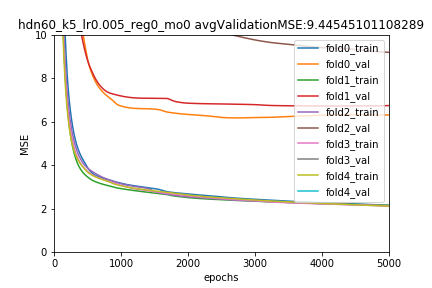 hdn60_k5_lr0.005_reg0_mo0 avgValidationMSE:9.44545101108289
10
8
6
4
2
0
MSE
fold0_train
fold0_val
fold1_train
fold1_val
fold2_train
fold2_val
fold3_train
fold3_val
fold4_train
fold4_val
0 1000 2000 3000 4000 5000
epochs